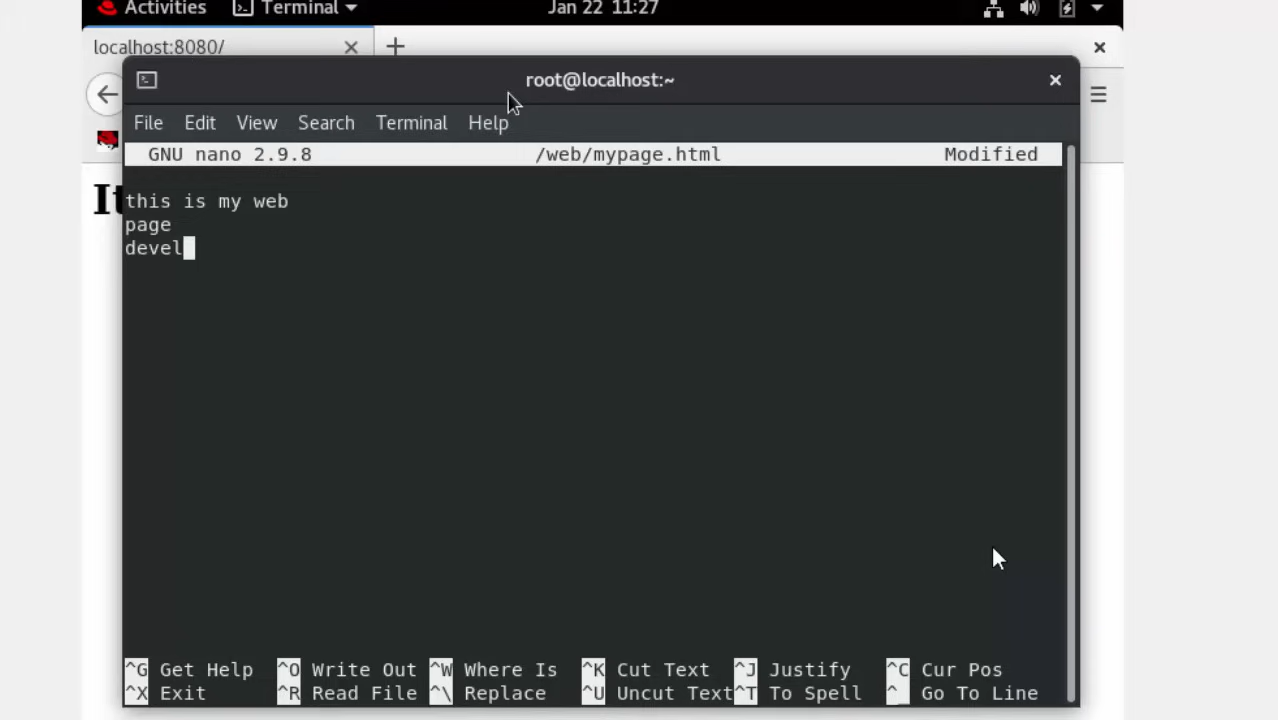 Activities Terminal Jan 22 11:27
localhost:8080/
root@localhost:~
File Edit View Search Terminal Help
GNU nano 2.9.8 /web/mypage.html Modified
It
this is my web
page
devel
^G Get Help ^O Write Out ^W Where Is ^K Cut Text ^J Justify ^C Cur Pos
^X Exit ^R Read File ^\ Replace ^U Uncut Text ^T To Spell ^_ Go To Line